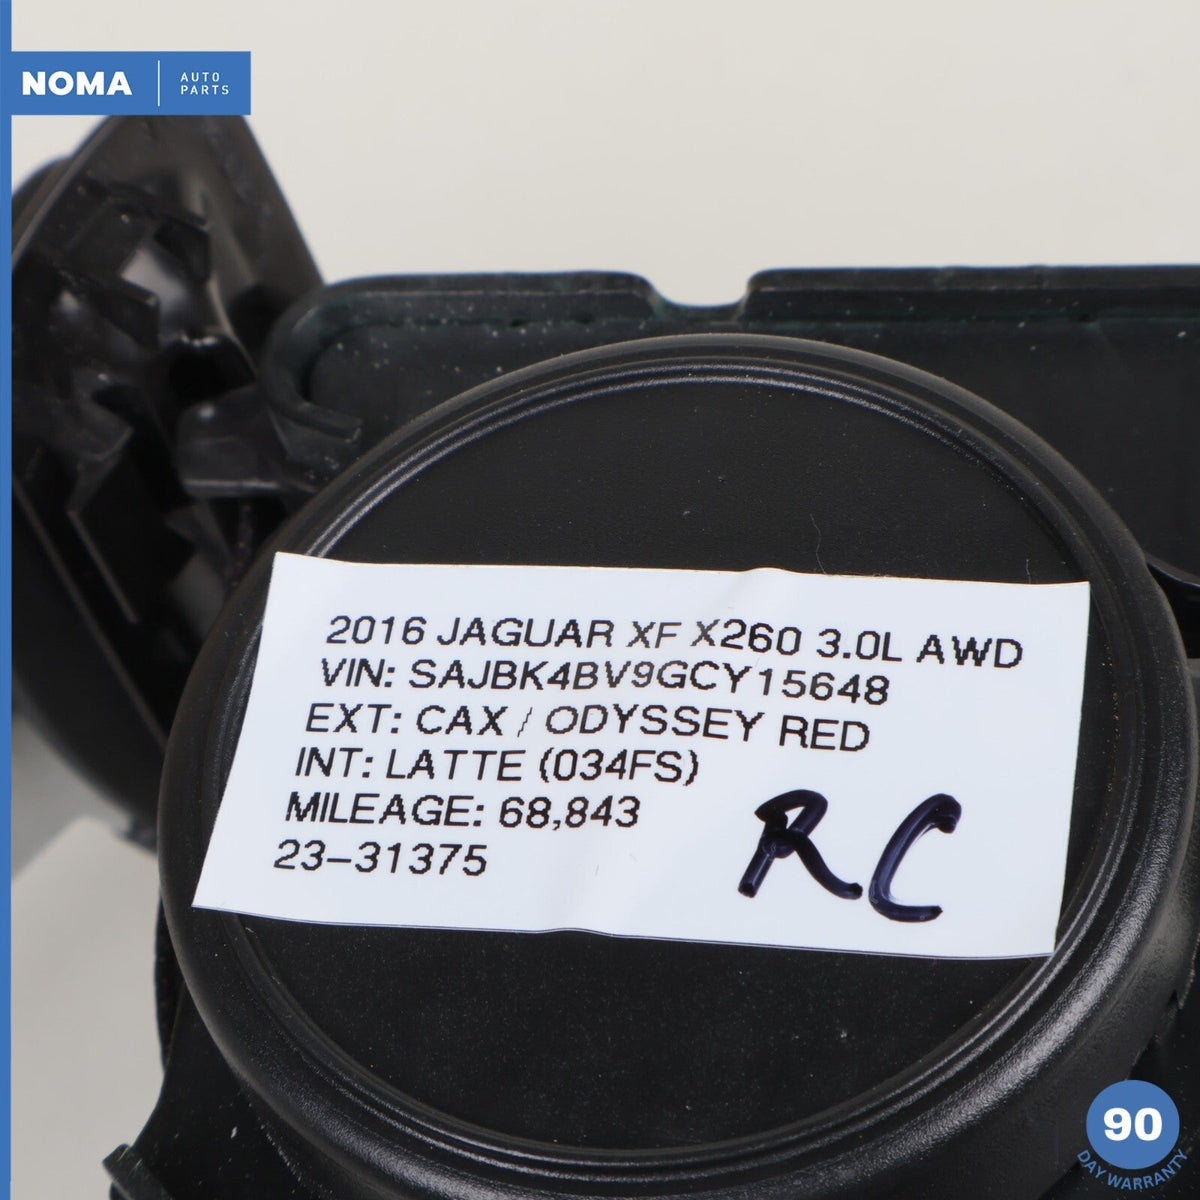 NOMA
AUTO
PARTS
2016 JAGUAR XF X260 3.0L AWD
VIN: SAJBK4BV9GCY15648
EXT: CAX / ODYSSEY RED
INT: LATTE (034FS)
MILEAGE: 68,843
23-31375
RC
90
DAY WARRANTY